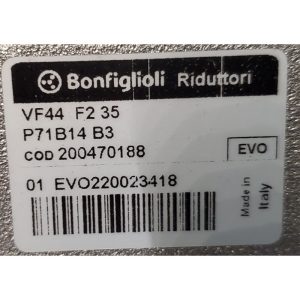 Bonfiglioli Riduttori
VF44 F2 35
P71B14 B3
COD 200470188
EVO
01 EVO220023418
Made in
Italy